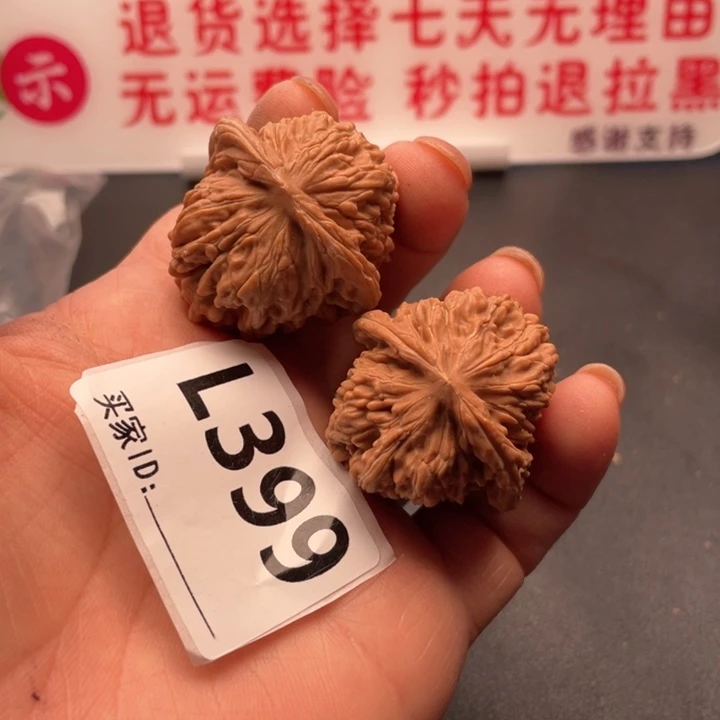 退货选择七天无理由
示
无运费险 秒拍退拉黑
感谢支持
L399
买家ID: